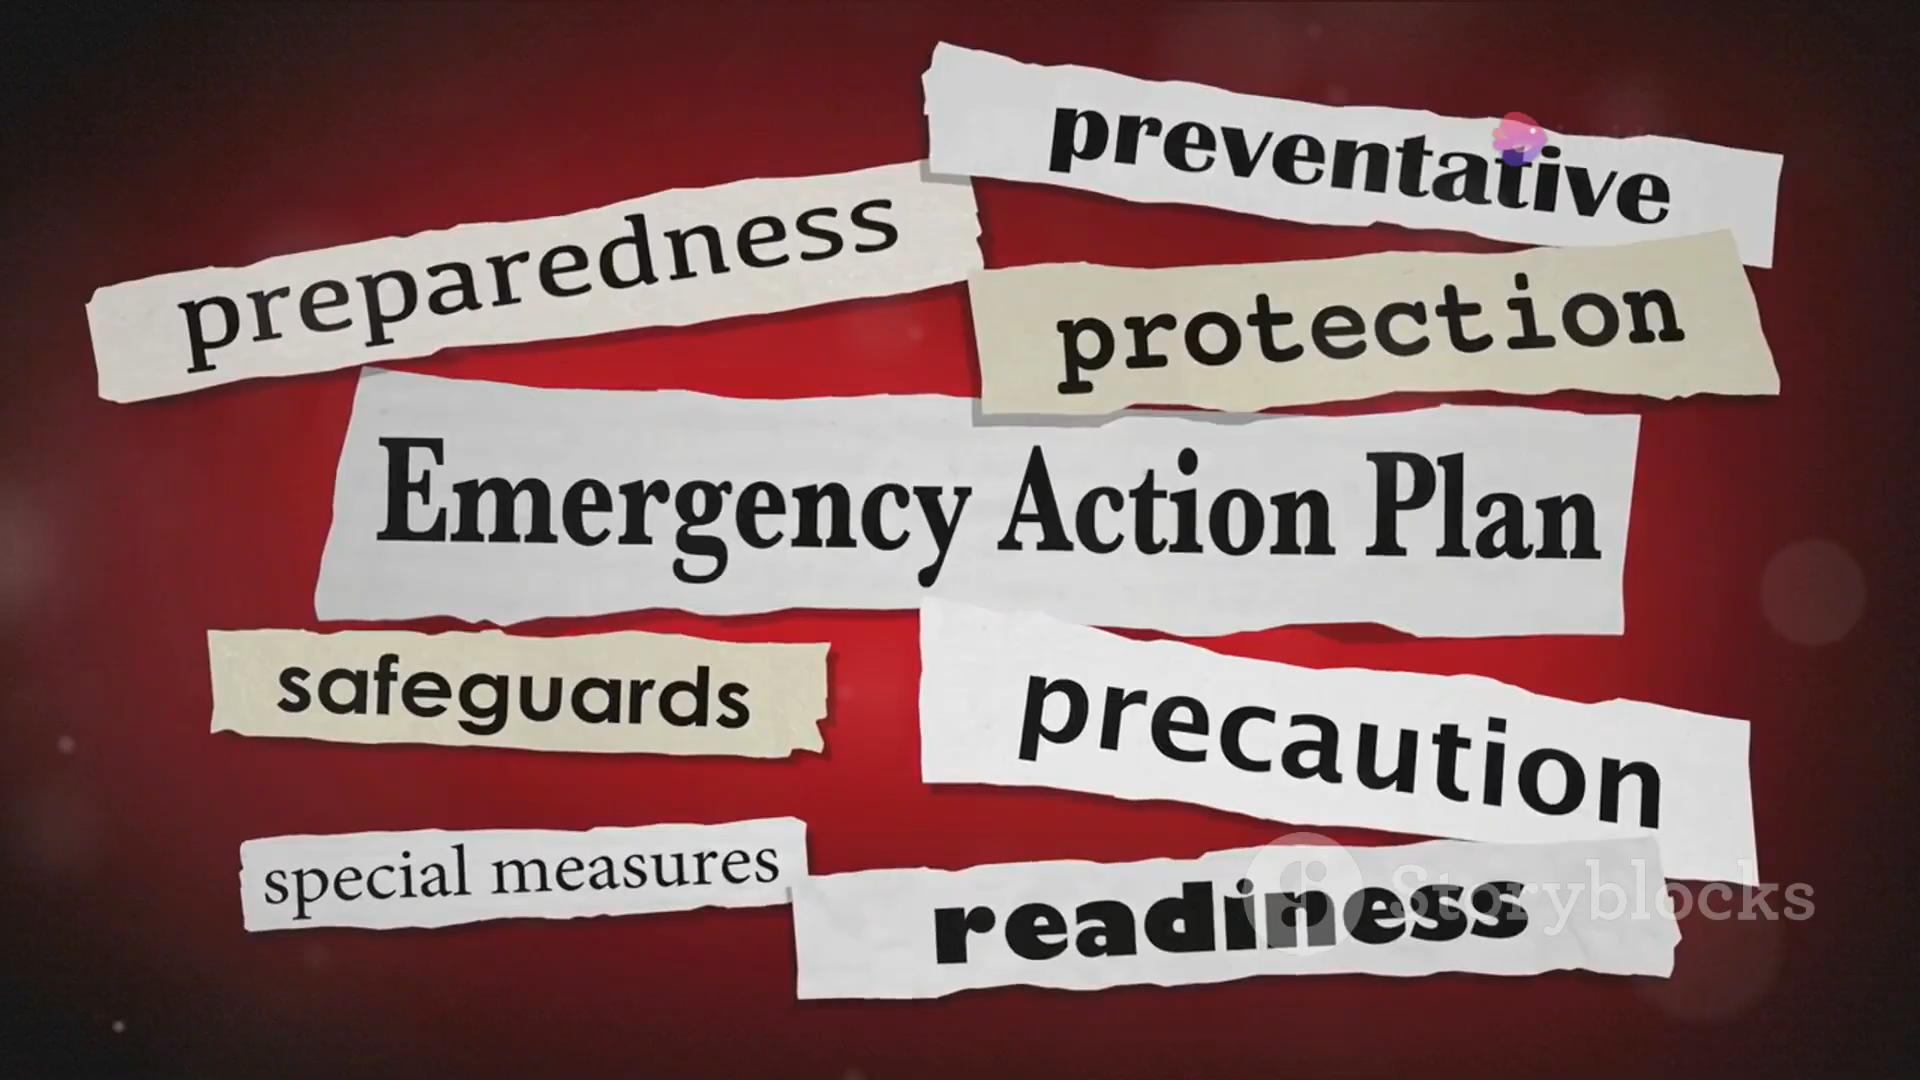 preventative
preparedness
protection
Emergency Action Plan
safeguards
precaution
special measures
readiness
Storyblocks